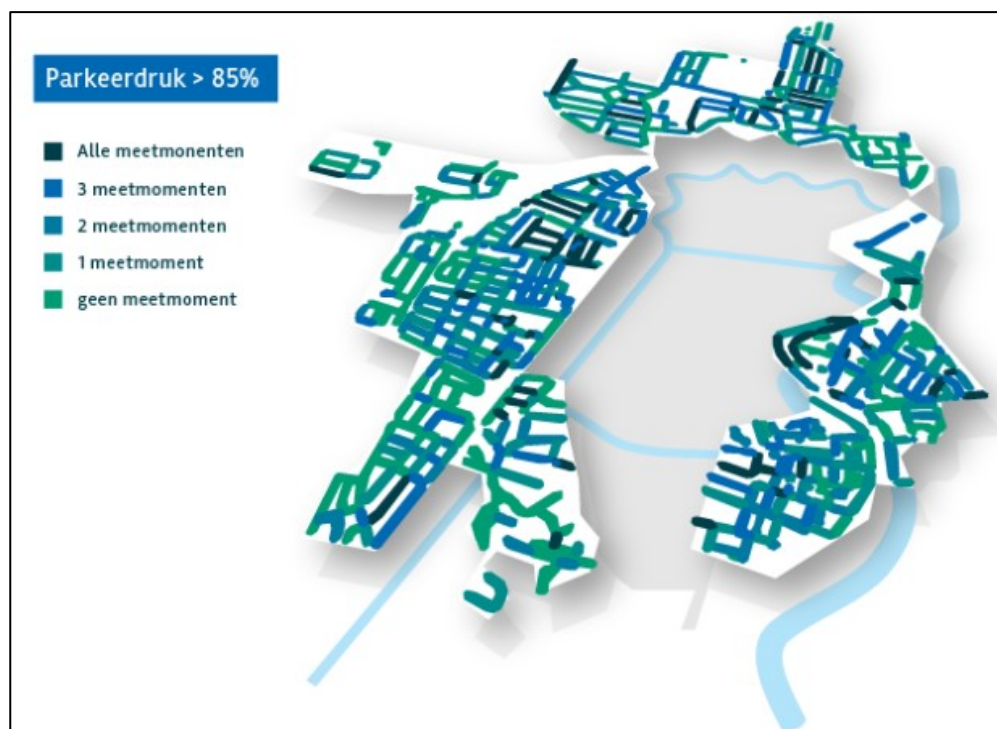 Parkeerdruk > 85%
Alle meetmonenten
3 meetmomenten
2 meetmomenten
1 meetmoment
geen meetmoment